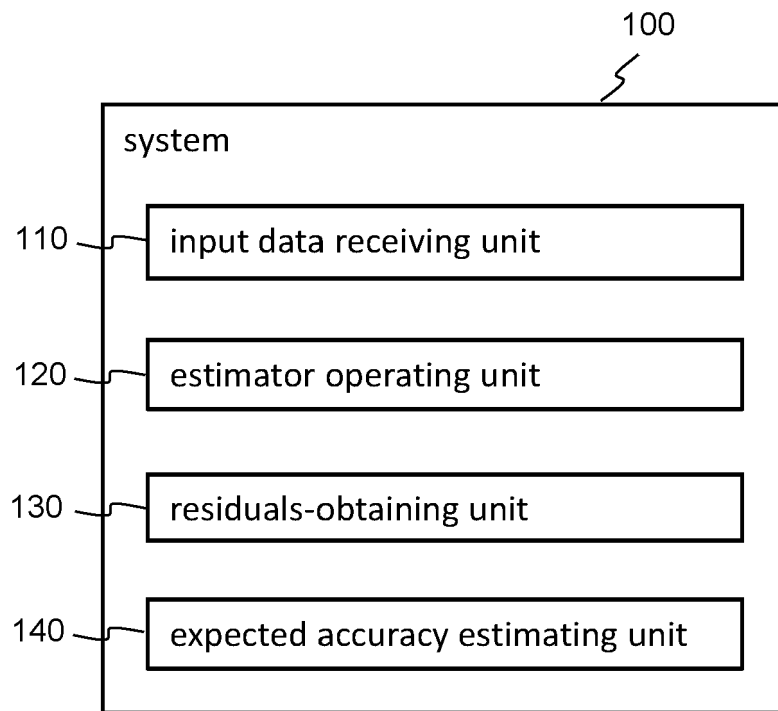 100
system
110 input data receiving unit
120 estimator operating unit
130 residuals-obtaining unit
140 expected accuracy estimating unit